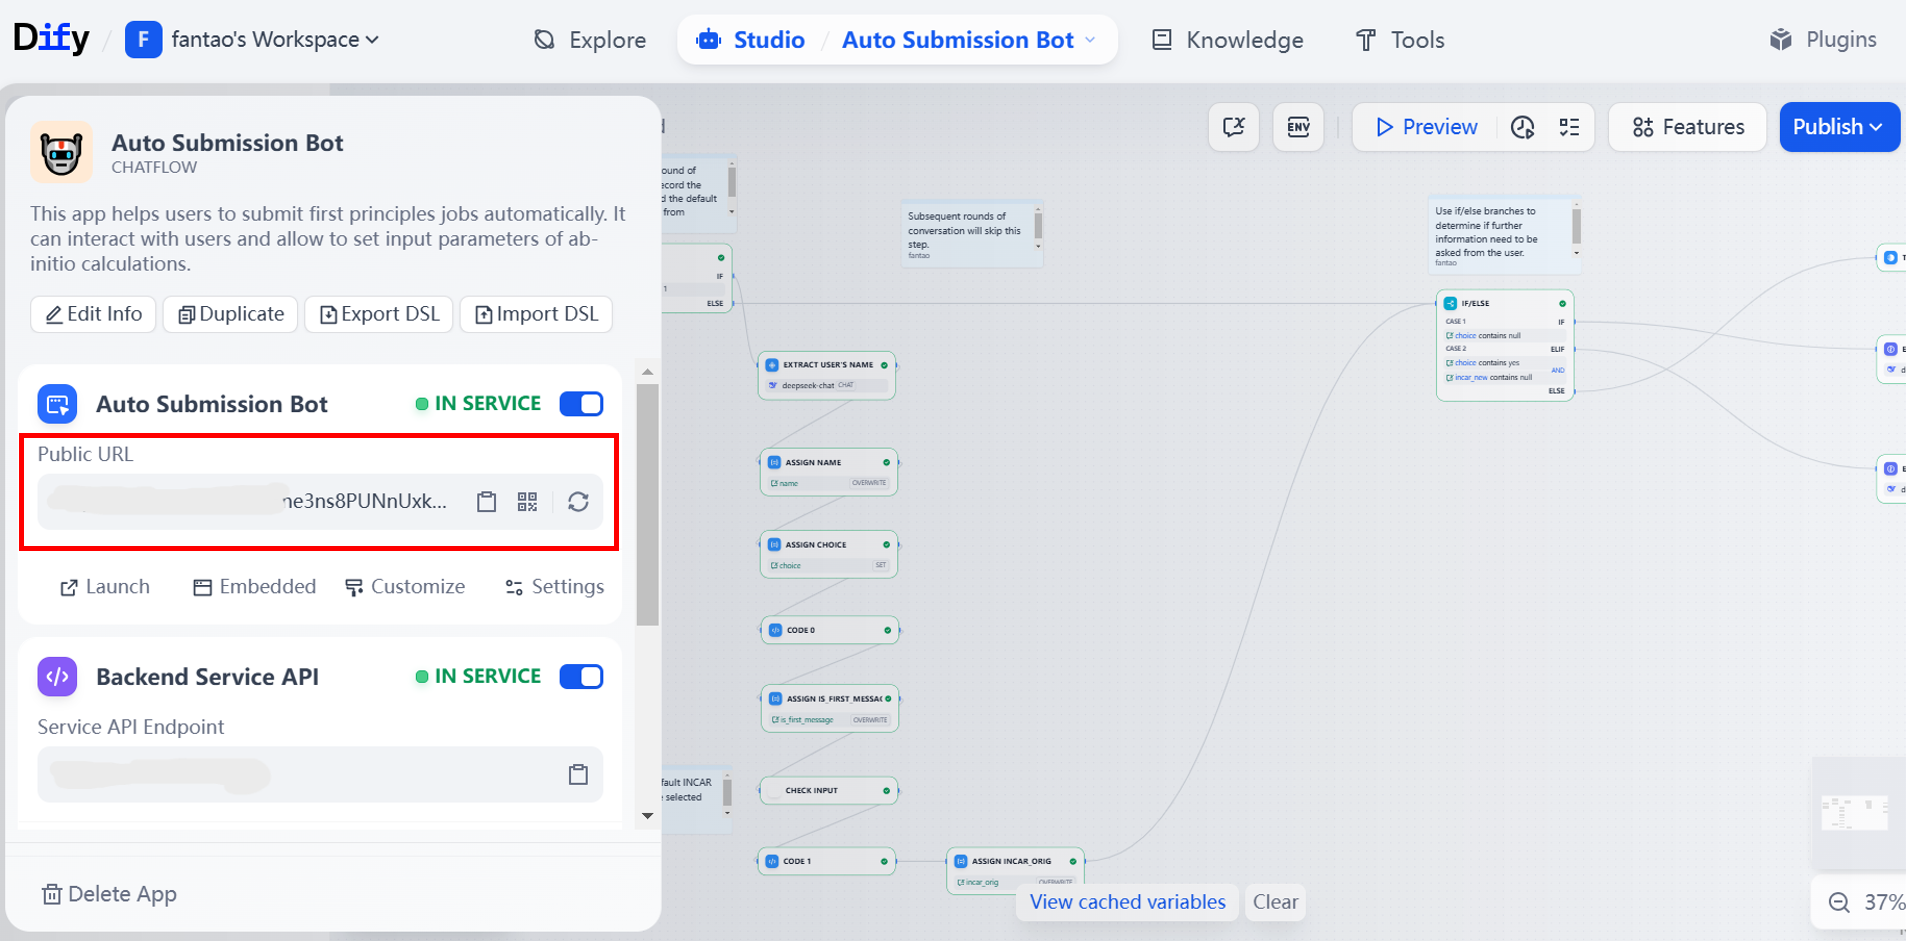 Dify / F fantao's Workspace
Explore
Studio / Auto Submission Bot
Knowledge
Tools
Plugins
Auto Submission Bot
CHATFLOW
This app helps users to submit first principles jobs automatically. It
can interact with users and allow to set input parameters of ab-
initio calculations.
Edit Info
Duplicate
Export DSL
Import DSL
Auto Submission Bot
IN SERVICE
Public URL
ne3ns8PUNnUxk...
Launch
Embedded
Customize
Settings
Backend Service API
IN SERVICE
Service API Endpoint
Delete App
ENV
Preview
Features
Publish
ound of
ecord the
d the default
from
IF
1
ELSE
Subsequent rounds of
conversation will skip this
step.
fantao
Use if/else branches to
determine if further
information need to be
asked from the user.
fantao
IF/ELSE
CASE 1
IF
choice contains null
CASE 2
ELIF
choice contains yes
AND
incar_new contains null
ELSE
EXTRACT USER'S NAME
deepseek-chat CHAT
ASSIGN NAME
name OVERWRITE
ASSIGN CHOICE
choice SET
CODE 0
ASSIGN IS_FIRST_MESSAG
is_first_message OVERWRITE
fault INCAR
e selected
CHECK INPUT
CODE 1
ASSIGN INCAR_ORIG
incar_orig OVERWRITE
View cached variables
Clear
37%